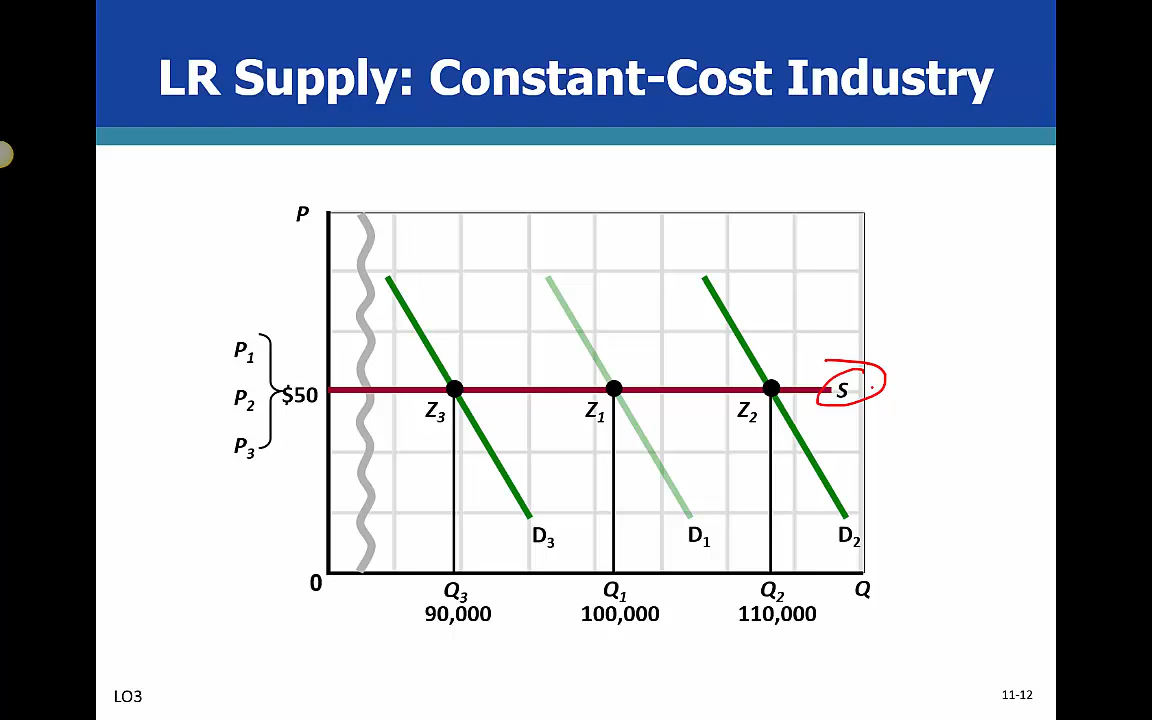 LR Supply: Constant-Cost Industry
P
P1
P2
P3
$50
S
Z3
Z1
Z2
D3
D1
D2
0
Q3
Q1
Q2
Q
90,000
100,000
110,000
LO3
11-12